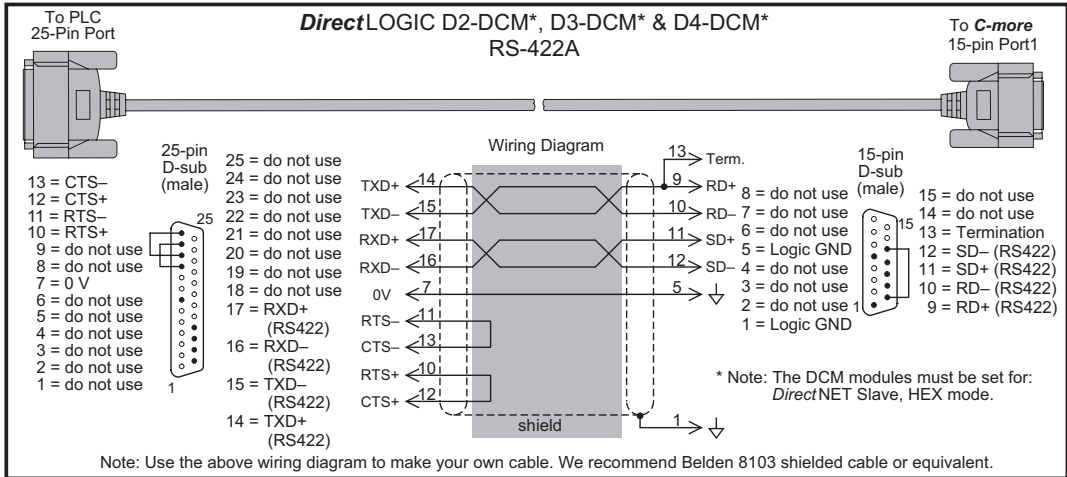 To PLC
25-Pin Port
DirectLOGIC D2-DCM*, D3-DCM* & D4-DCM*
RS-422A
To C-more
15-pin Port1
25-pin
D-sub
(male)
13 = CTS–
12 = CTS+
11 = RTS–
10 = RTS+
9 = do not use
8 = do not use
7 = 0 V
6 = do not use
5 = do not use
4 = do not use
3 = do not use
2 = do not use
1 = do not use
25
1
25 = do not use
24 = do not use
23 = do not use
22 = do not use
21 = do not use
20 = do not use
19 = do not use
18 = do not use
17 = RXD+
(RS422)
16 = RXD–
(RS422)
15 = TXD–
(RS422)
14 = TXD+
(RS422)
Wiring Diagram
13 Term.
TXD+ 14 9 RD+
TXD– 15 10 RD–
RXD+ 17 11 SD+
RXD– 16 12 SD–
0V 7 5
RTS– 11
CTS– 13
RTS+ 10
CTS+ 12
shield
1
15-pin
D-sub
(male)
8 = do not use
7 = do not use
6 = do not use
5 = Logic GND
4 = do not use
3 = do not use
2 = do not use
1 = Logic GND
15
1
15 = do not use
14 = do not use
13 = Termination
12 = SD– (RS422)
11 = SD+ (RS422)
10 = RD– (RS422)
9 = RD+ (RS422)
* Note: The DCM modules must be set for:
DirectNET Slave, HEX mode.
Note: Use the above wiring diagram to make your own cable. We recommend Belden 8103 shielded cable or equivalent.